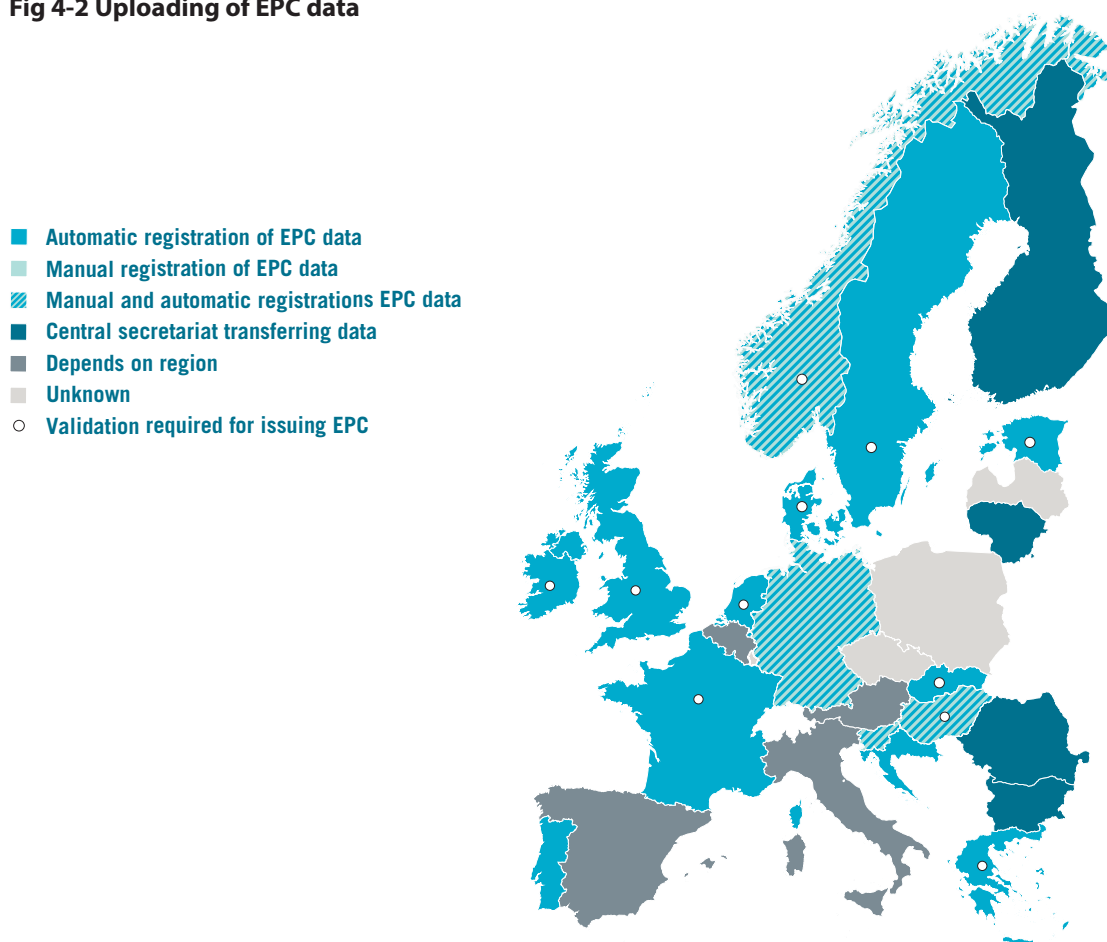 Fig 4-2 Uploading of EPC data
Automatic registration of EPC data
Manual registration of EPC data
Manual and automatic registrations EPC data
Central secretariat transferring data
Depends on region
Unknown
Validation required for issuing EPC